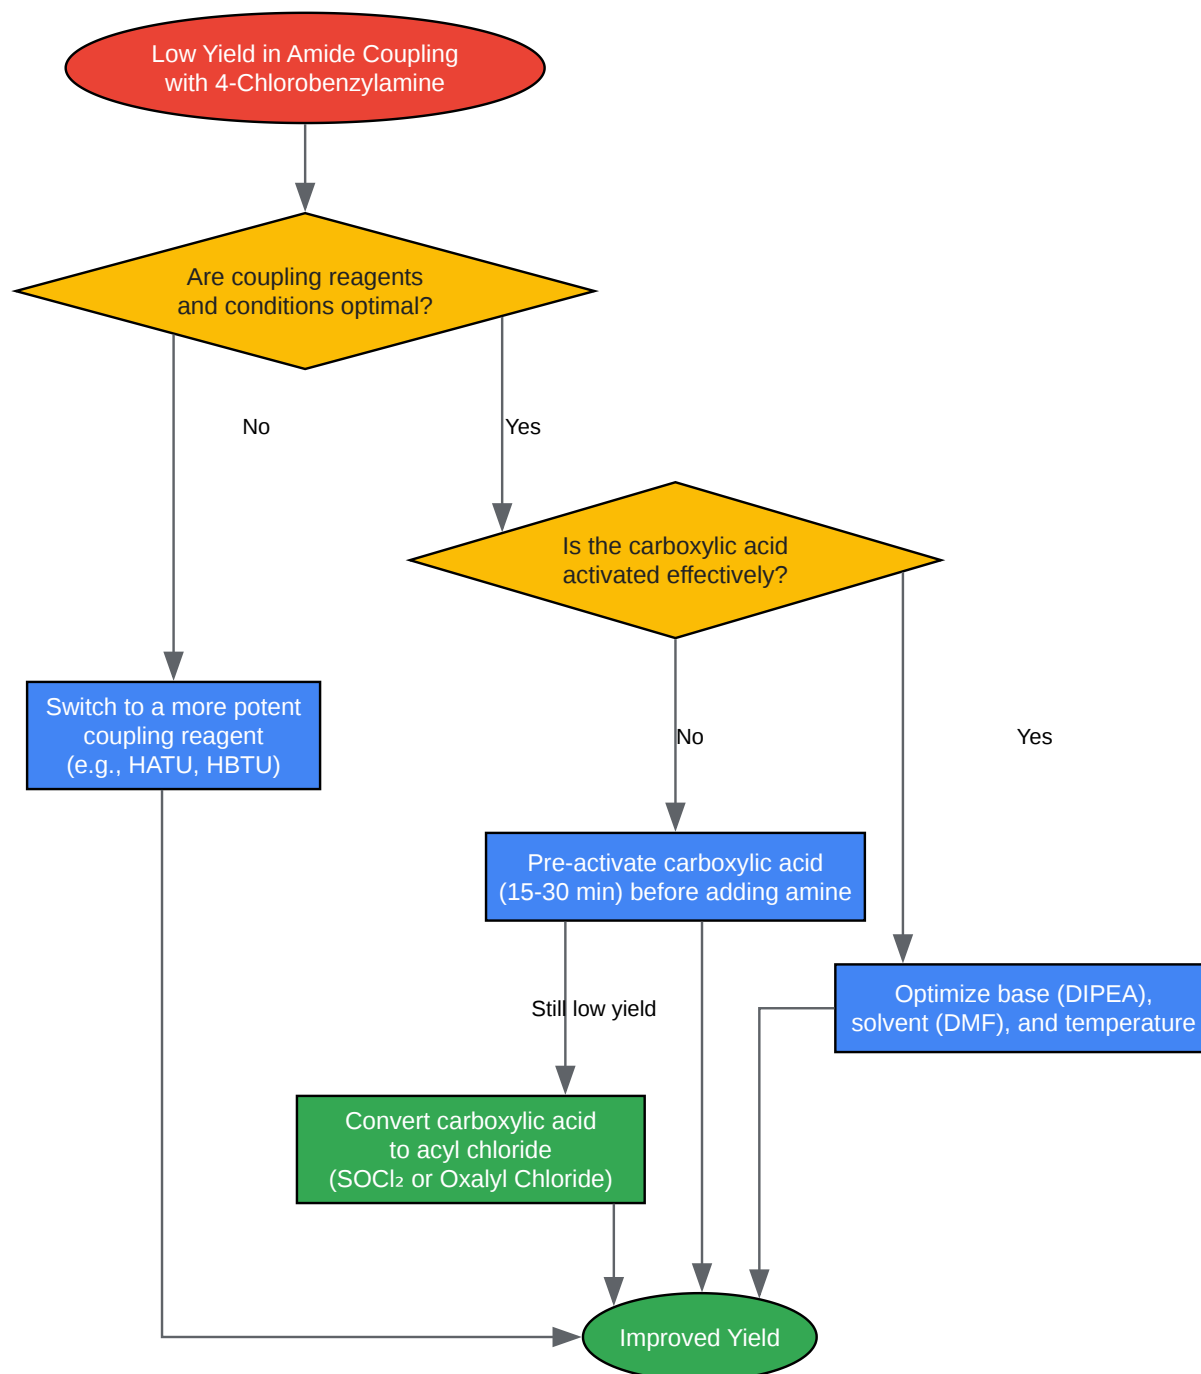 Low Yield in Amide Coupling
with 4-Chlorobenzylamine
Are coupling reagents
and conditions optimal?
No
Yes
Is the carboxylic acid
activated effectively?
Switch to a more potent
coupling reagent
(e.g., HATU, HBTU)
No
Yes
Pre-activate carboxylic acid
(15-30 min) before adding amine
Optimize base (DIPEA),
solvent (DMF), and temperature
Still low yield
Convert carboxylic acid
to acyl chloride
(SOCl₂ or Oxalyl Chloride)
Improved Yield